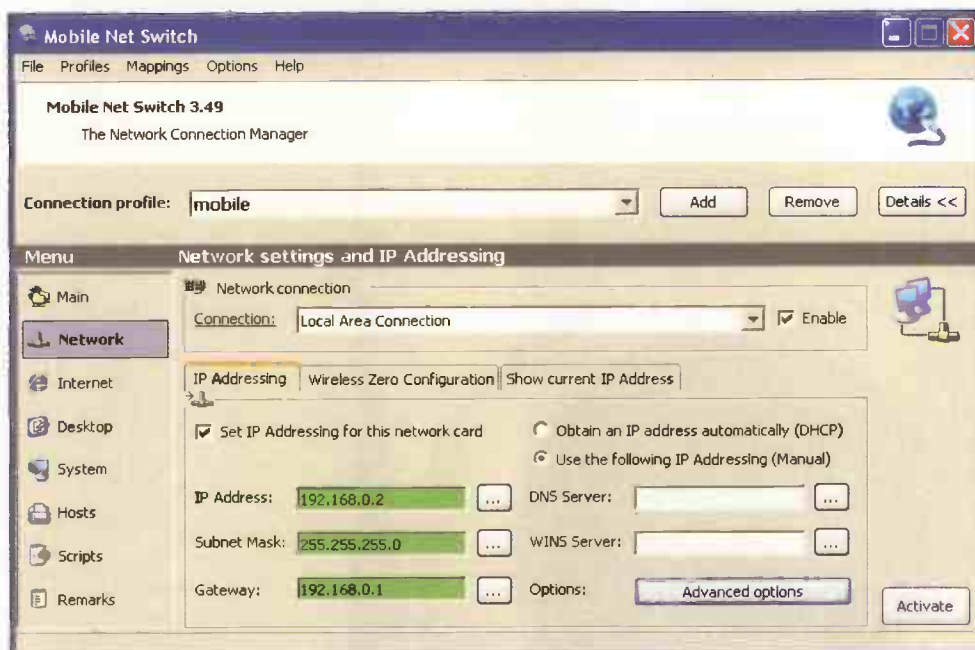 Mobile Net Switch
File Profiles Mappings Options Help
Mobile Net Switch 3.49
The Network Connection Manager
Connection profile: mobile Add Remove Details <<
Menu Network settings and IP Addressing
Main
Network
Internet
Desktop
System
Hosts
Scripts
Remarks
Network connection
Connection: Local Area Connection Enable
IP Addressing Wireless Zero Configuration Show current IP Address
Set IP Addressing for this network card
Obtain an IP address automatically (DHCP)
Use the following IP Addressing (Manual)
IP Address: 192.168.0.2 ... DNS Server: ...
Subnet Mask: 255.255.255.0 ... WINS Server: ...
Gateway: 192.168.0.1 ... Options: Advanced options
Activate